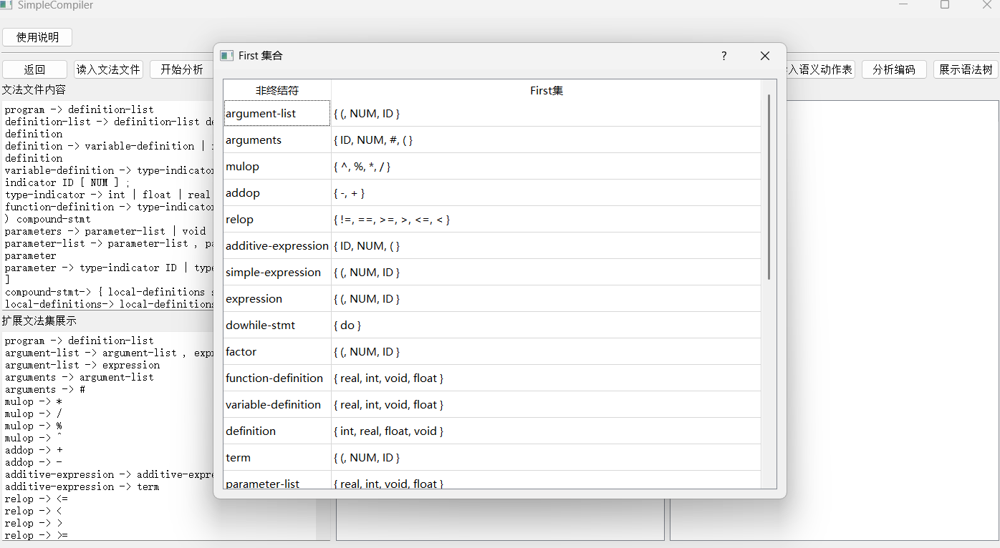 SimpleCompiler
使用说明
返回
读入文法文件
开始分析
入语义动作表
分析编码
展示语法树
文法文件内容
program -> definition-list
definition-list -> definition-list
definition
definition -> variable-definition |
definition
variable-definition -> type-indicator
indicator ID [ NUM ] ;
type-indicator -> int | float | real
function-definition -> type-indicator
) compound-stmt
parameters -> parameter-list | void
parameter-list -> parameter-list ,
parameter
parameter -> type-indicator ID |
]
compound-stmt-> { local-definitions
local-definitions-> local-definitions
扩展文法集展示
program -> definition-list
argument-list -> argument-list ,
argument-list -> expression
arguments -> argument-list
arguments -> #
mulop -> *
mulop -> /
mulop -> %
mulop -> ^
addop -> +
addop -> -
additive-expression ->
additive-expression -> term
relop -> <=
relop -> <
relop -> >
relop -> >=
First 集合
?
非终结符 First集
argument-list { (, NUM, ID }
arguments { ID, NUM, #, ( }
mulop { ^, %, *, / }
addop { -, + }
relop { !=, ==, >=, >, <=, < }
additive-expression { ID, NUM, ( }
simple-expression { (, NUM, ID }
expression { (, NUM, ID }
dowhile-stmt { do }
factor { (, NUM, ID }
function-definition { real, int, void, float }
variable-definition { real, int, void, float }
definition { int, real, float, void }
term { (, NUM, ID }
parameter-list { real, int, void, float }